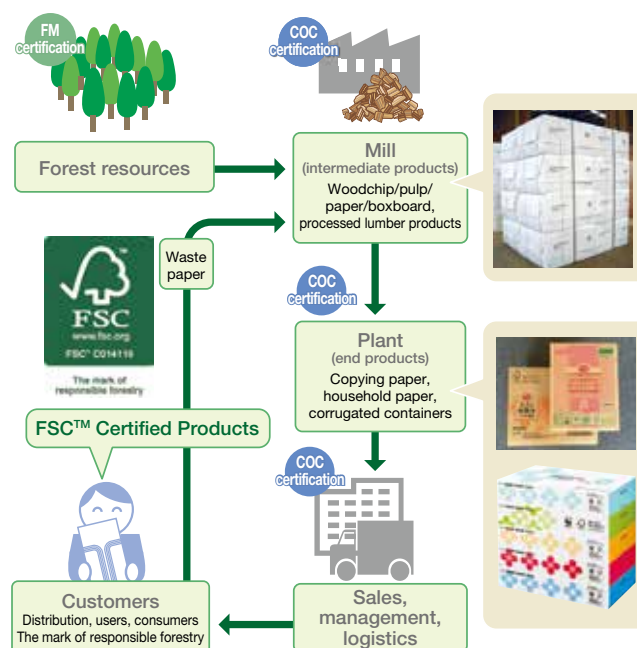 FM
certification
COC
certification
Forest resources
Mill
(intermediate products)
Woodchip/pulp/
paper/boxboard,
processed lumber products
Waste
paper
FSC
www.fsc.org
FSC® C014119
The mark of
responsible forestry
COC
certification
Plant
(end products)
Copying paper,
household paper,
corrugated containers
FSC™ Certified Products
COC
certification
Customers
Distribution, users, consumers
The mark of responsible forestry
Sales,
management,
logistics